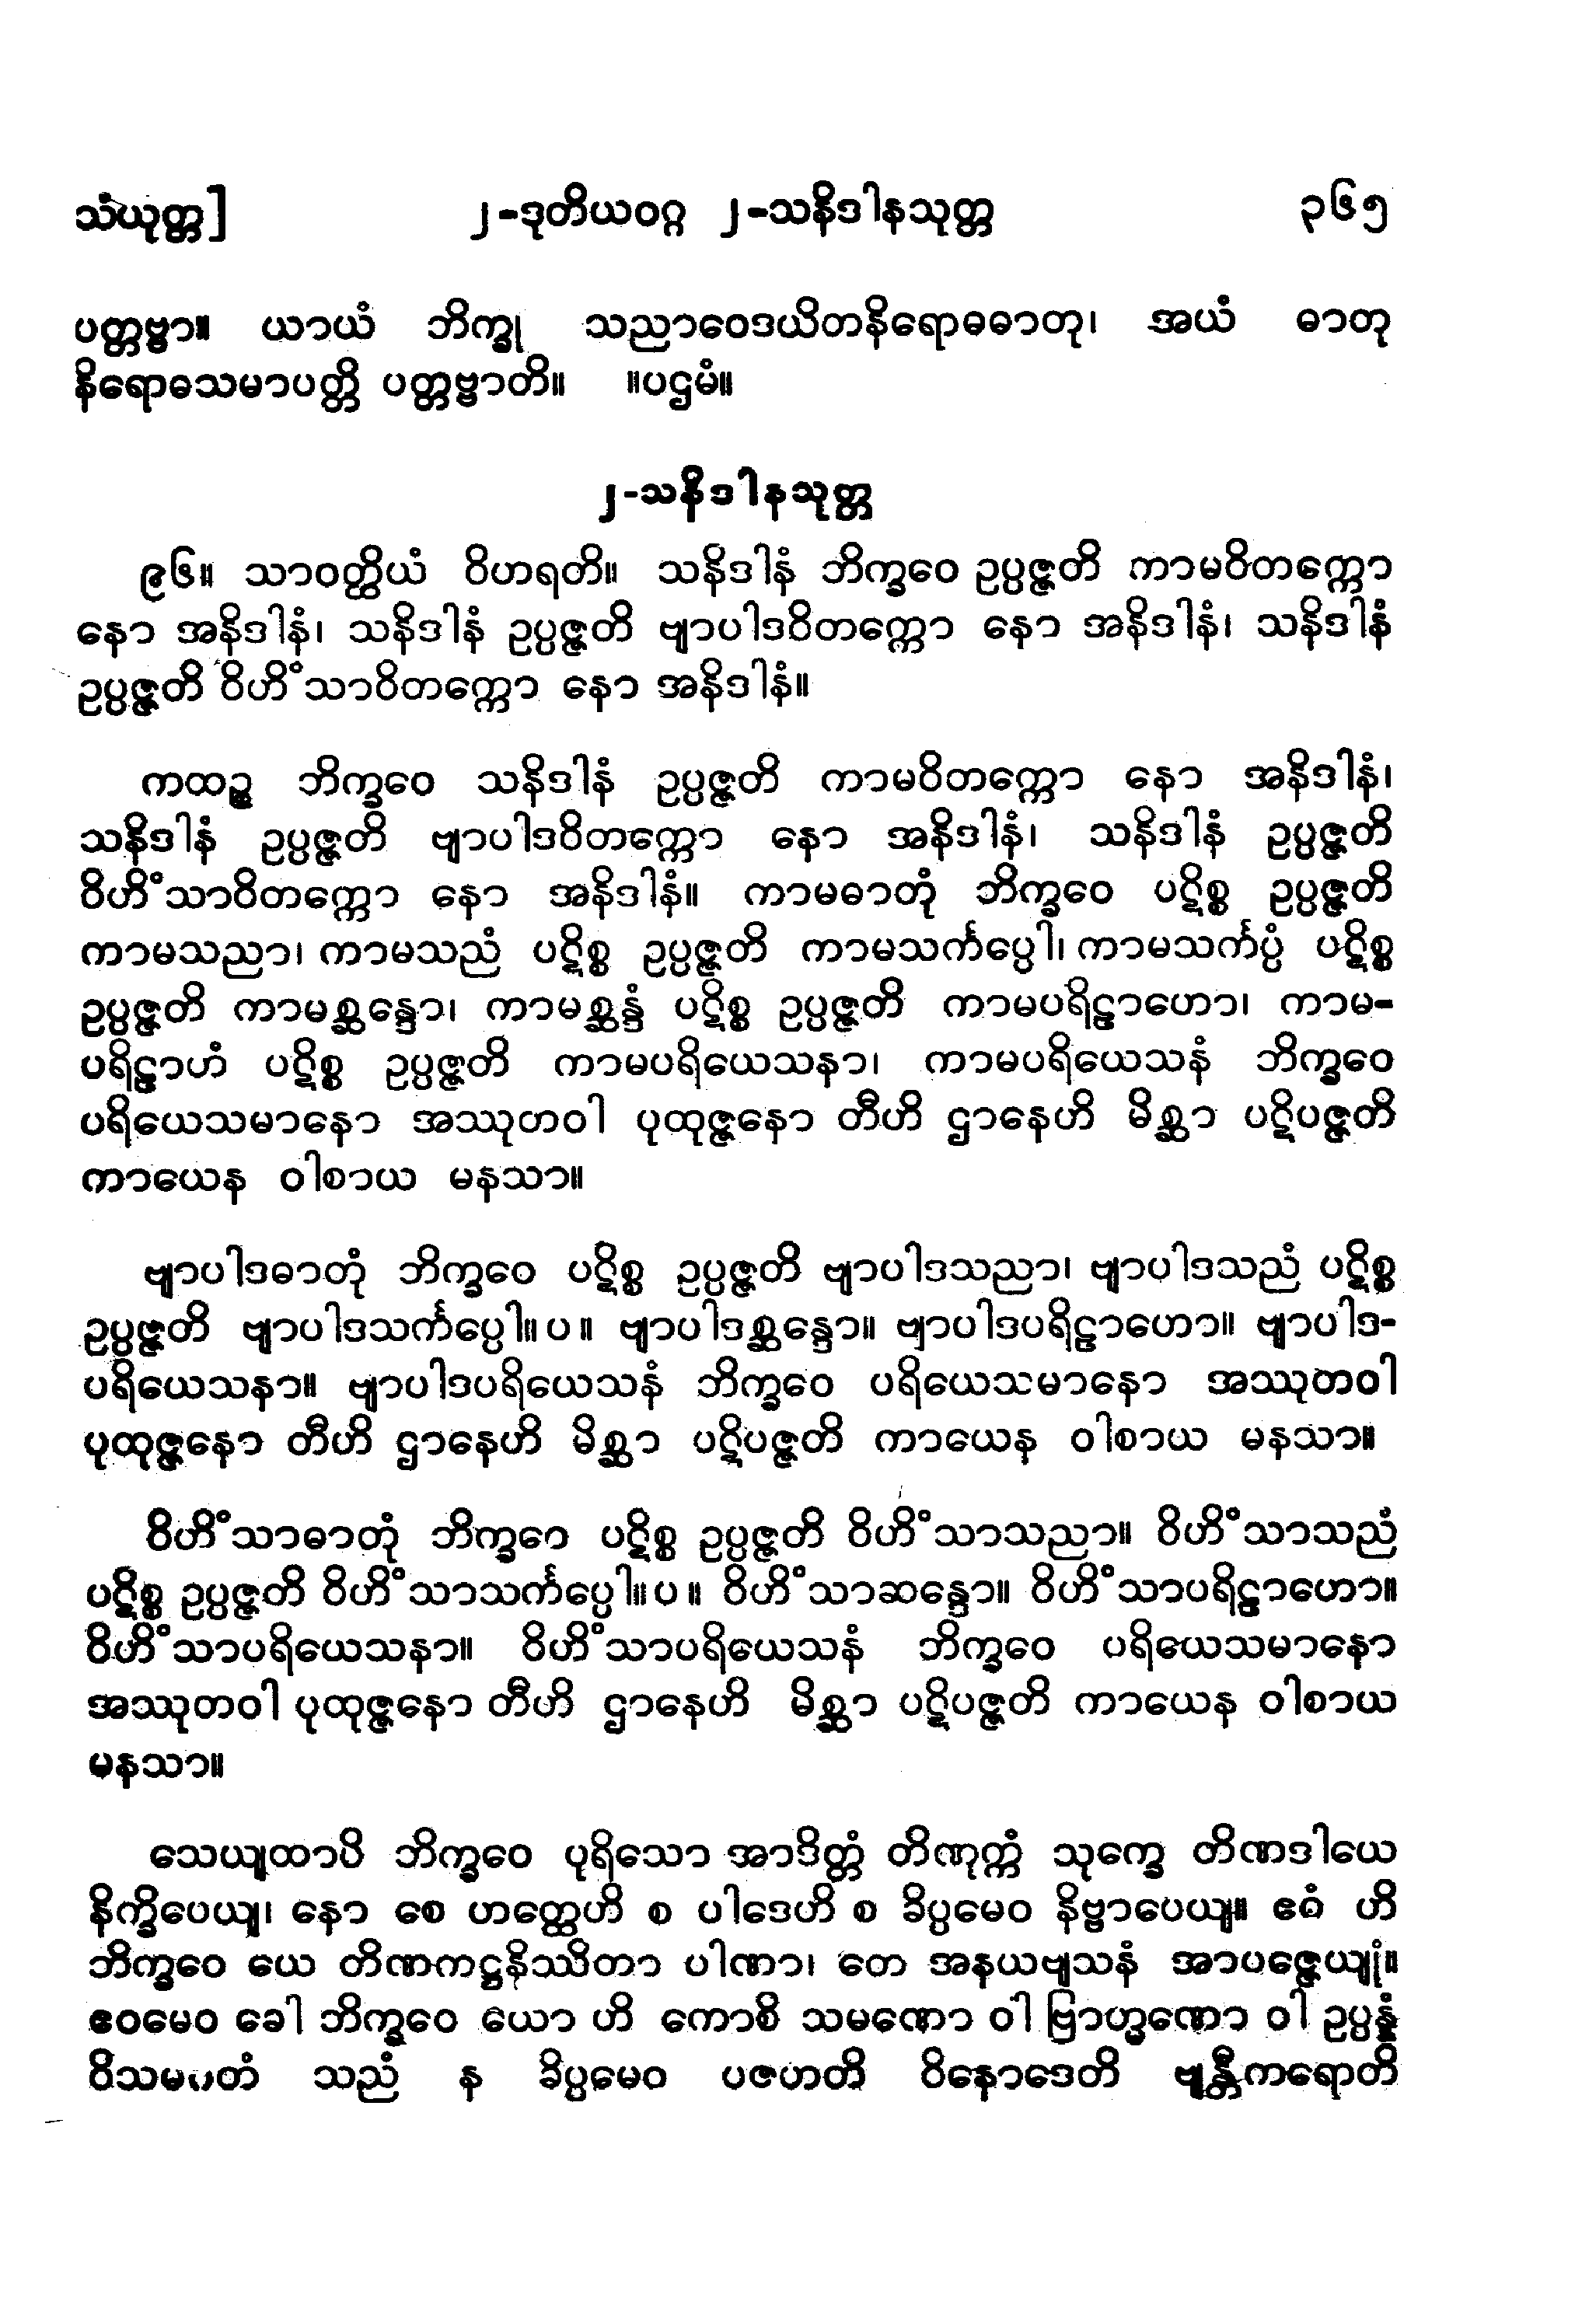 သံယုတ္တ] ၂-ဒုတိယဝဂ္ဂ ၂-သနိဒါနသုတ္တ ၃၆၅
ပတ္တဗ္ဗာ။ ယာယံ ဘိက္ခု သညာဝေဒယိတနိရောဓဓာတု၊ အယံ ဓာတု
နိရောဓသမာပတ္တိ ပတ္တဗ္ဗာတိ။ ။ပဌမံ။
၂-သနိဒါနသုတ္တ
၉၆။ သာဝတ္ထိယံ ဝိဟရတိ။ သနိဒါနံ ဘိက္ခဝေ ဥပ္ပဇ္ဇတိ ကာမဝိတက္ကော
နော အနိဒါနံ၊ သနိဒါနံ ဥပ္ပဇ္ဇတိ ဗျာပါဒဝိတက္ကော နော အနိဒါနံ၊ သနိဒါနံ
ဥပ္ပဇ္ဇတိ ဝိဟိံသာဝိတက္ကော နော အနိဒါနံ။
ကထဉ္စ ဘိက္ခဝေ သနိဒါနံ ဥပ္ပဇ္ဇတိ ကာမဝိတက္ကော နော အနိဒါနံ၊
သနိဒါနံ ဥပ္ပဇ္ဇတိ ဗျာပါဒဝိတက္ကော နော အနိဒါနံ၊ သနိဒါနံ ဥပ္ပဇ္ဇတိ
ဝိဟိံသာဝိတက္ကော နော အနိဒါနံ။ ကာမဓာတုံ ဘိက္ခဝေ ပဋိစ္စ ဥပ္ပဇ္ဇတိ
ကာမသညာ၊ ကာမသညံ ပဋိစ္စ ဥပ္ပဇ္ဇတိ ကာမသင်္ကပ္ပေါ၊ ကာမသင်္ကပ္ပံ ပဋိစ္စ
ဥပ္ပဇ္ဇတိ ကာမစ္ဆန္ဒော၊ ကာမစ္ဆန္ဒံ ပဋိစ္စ ဥပ္ပဇ္ဇတိ ကာမပရိဠာဟော၊ ကာမ-
ပရိဠာဟံ ပဋိစ္စ ဥပ္ပဇ္ဇတိ ကာမပရိယေသနာ၊ ကာမပရိယေသနံ ဘိက္ခဝေ
ပရိယေသမာနော အဿုတဝါ ပုထုဇ္ဇနော တီဟိ ဌာနေဟိ မိစ္ဆာ ပဋိပဇ္ဇတိ
ကာယေန ဝါစာယ မနသာ။
ဗျာပါဒဓာတုံ ဘိက္ခဝေ ပဋိစ္စ ဥပ္ပဇ္ဇတိ ဗျာပါဒသညာ၊ ဗျာပါဒသညံ ပဋိစ္စ
ဥပ္ပဇ္ဇတိ ဗျာပါဒသင်္ကပ္ပေါ။ ပ ။ ဗျာပါဒစ္ဆန္ဒော။ ဗျာပါဒပရိဠာဟော။ ဗျာပါဒ-
ပရိယေသနာ။ ဗျာပါဒပရိယေသနံ ဘိက္ခဝေ ပရိယေသမာနော အဿုတဝါ
ပုထုဇ္ဇနော တီဟိ ဌာနေဟိ မိစ္ဆာ ပဋိပဇ္ဇတိ ကာယေန ဝါစာယ မနသာ။
ဝိဟိံသာဓာတုံ ဘိက္ခဝေ ပဋိစ္စ ဥပ္ပဇ္ဇတိ ဝိဟိံသာသညာ။ ဝိဟိံသာသညံ
ပဋိစ္စ ဥပ္ပဇ္ဇတိ ဝိဟိံသာသင်္ကပ္ပေါ။ ပ ။ ဝိဟိံသာဆန္ဒော။ ဝိဟိံသာပရိဠာဟော။
ဝိဟိံသာပရိယေသနာ။ ဝိဟိံသာပရိယေသနံ ဘိက္ခဝေ ပရိယေသမာနော
အဿုတဝါ ပုထုဇ္ဇနော တီဟိ ဌာနေဟိ မိစ္ဆာ ပဋိပဇ္ဇတိ ကာယေန ဝါစာယ
မနသာ။
သေယျထာပိ ဘိက္ခဝေ ပုရိသော အာဒိတ္တံ တိဏုက္ကံ သုက္ခေ တိဏဒါယေ
နိက္ခိပေယျ၊ နော စေ ဟတ္ထေဟိ စ ပါဒေဟိ စ ခိပ္ပမေဝ နိဗ္ဗာပေယျ။ ဧဝံ ဟိ
ဘိက္ခဝေ ယေ တိဏကဋ္ဌနိဿိတာ ပါဏာ၊ တေ အနယဗျသနံ အာပဇ္ဇေယျုံ။
ဧဝမေဝ ခေါ ဘိက္ခဝေ ယော ဟိ ကောစိ သမဏော ဝါ ဗြာဟ္မဏော ဝါ ဥပ္ပန္နံ
ဝိသမဂတံ သညံ န ခိပ္ပမေဝ ပဇဟတိ ဝိနောဒေတိ ဗျန္တီကရောတိ